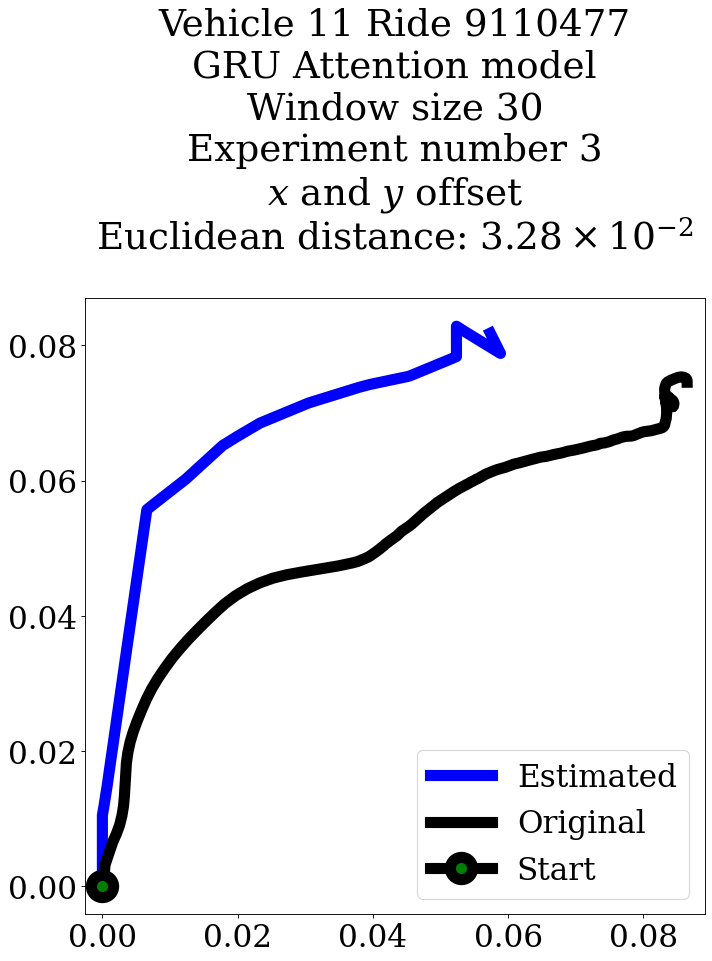 Vehicle 11 Ride 9110477
GRU Attention model
Window size 30
Experiment number 3
x and y offset
Euclidean distance: 3.28 × 10⁻²
0.08
0.06
0.04
0.02
0.00
Estimated
Original
Start
0.00 0.02 0.04 0.06 0.08